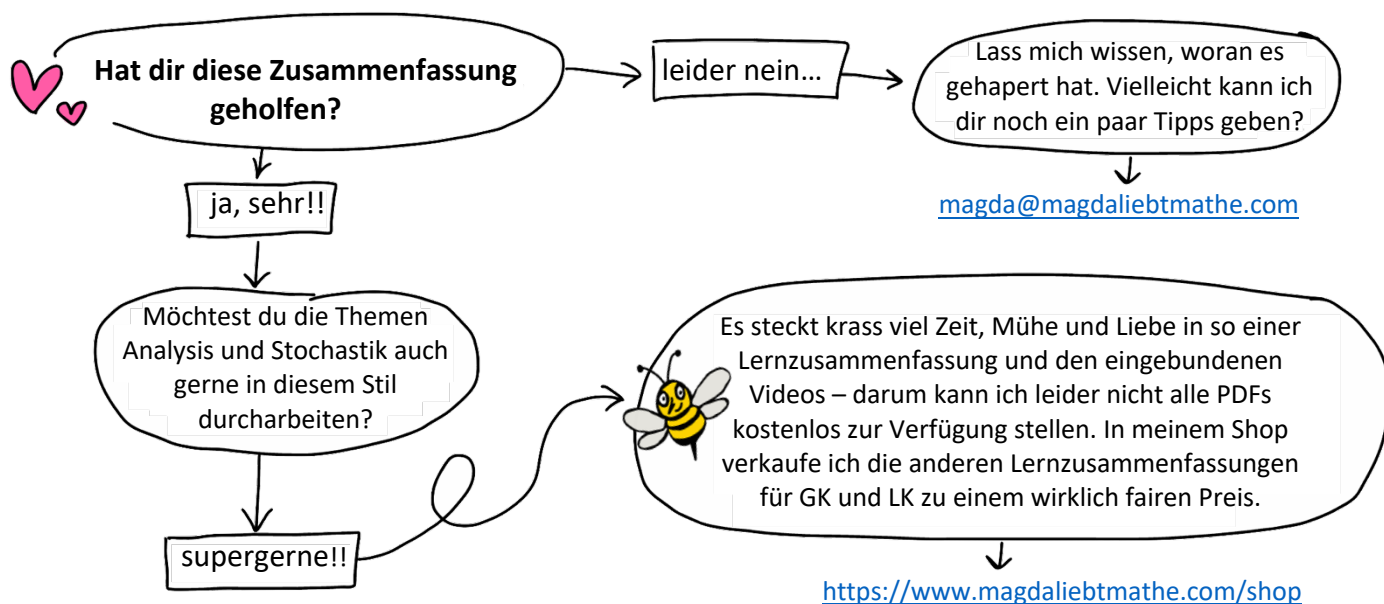 Hat dir diese Zusammenfassung
geholfen?
leider nein...
Lass mich wissen, woran es
gehapert hat. Vielleicht kann ich
dir noch ein paar Tipps geben?
magda@magdaliebtmathe.com
ja, sehr!!
Möchtest du die Themen
Analysis und Stochastik auch
gerne in diesem Stil
durcharbeiten?
supergerne!!
Es steckt krass viel Zeit, Mühe und Liebe in so einer
Lernzusammenfassung und den eingebundenen
Videos – darum kann ich leider nicht alle PDFs
kostenlos zur Verfügung stellen. In meinem Shop
verkaufe ich die anderen Lernzusammenfassungen
für GK und LK zu einem wirklich fairen Preis.
https://www.magdaliebtmathe.com/shop